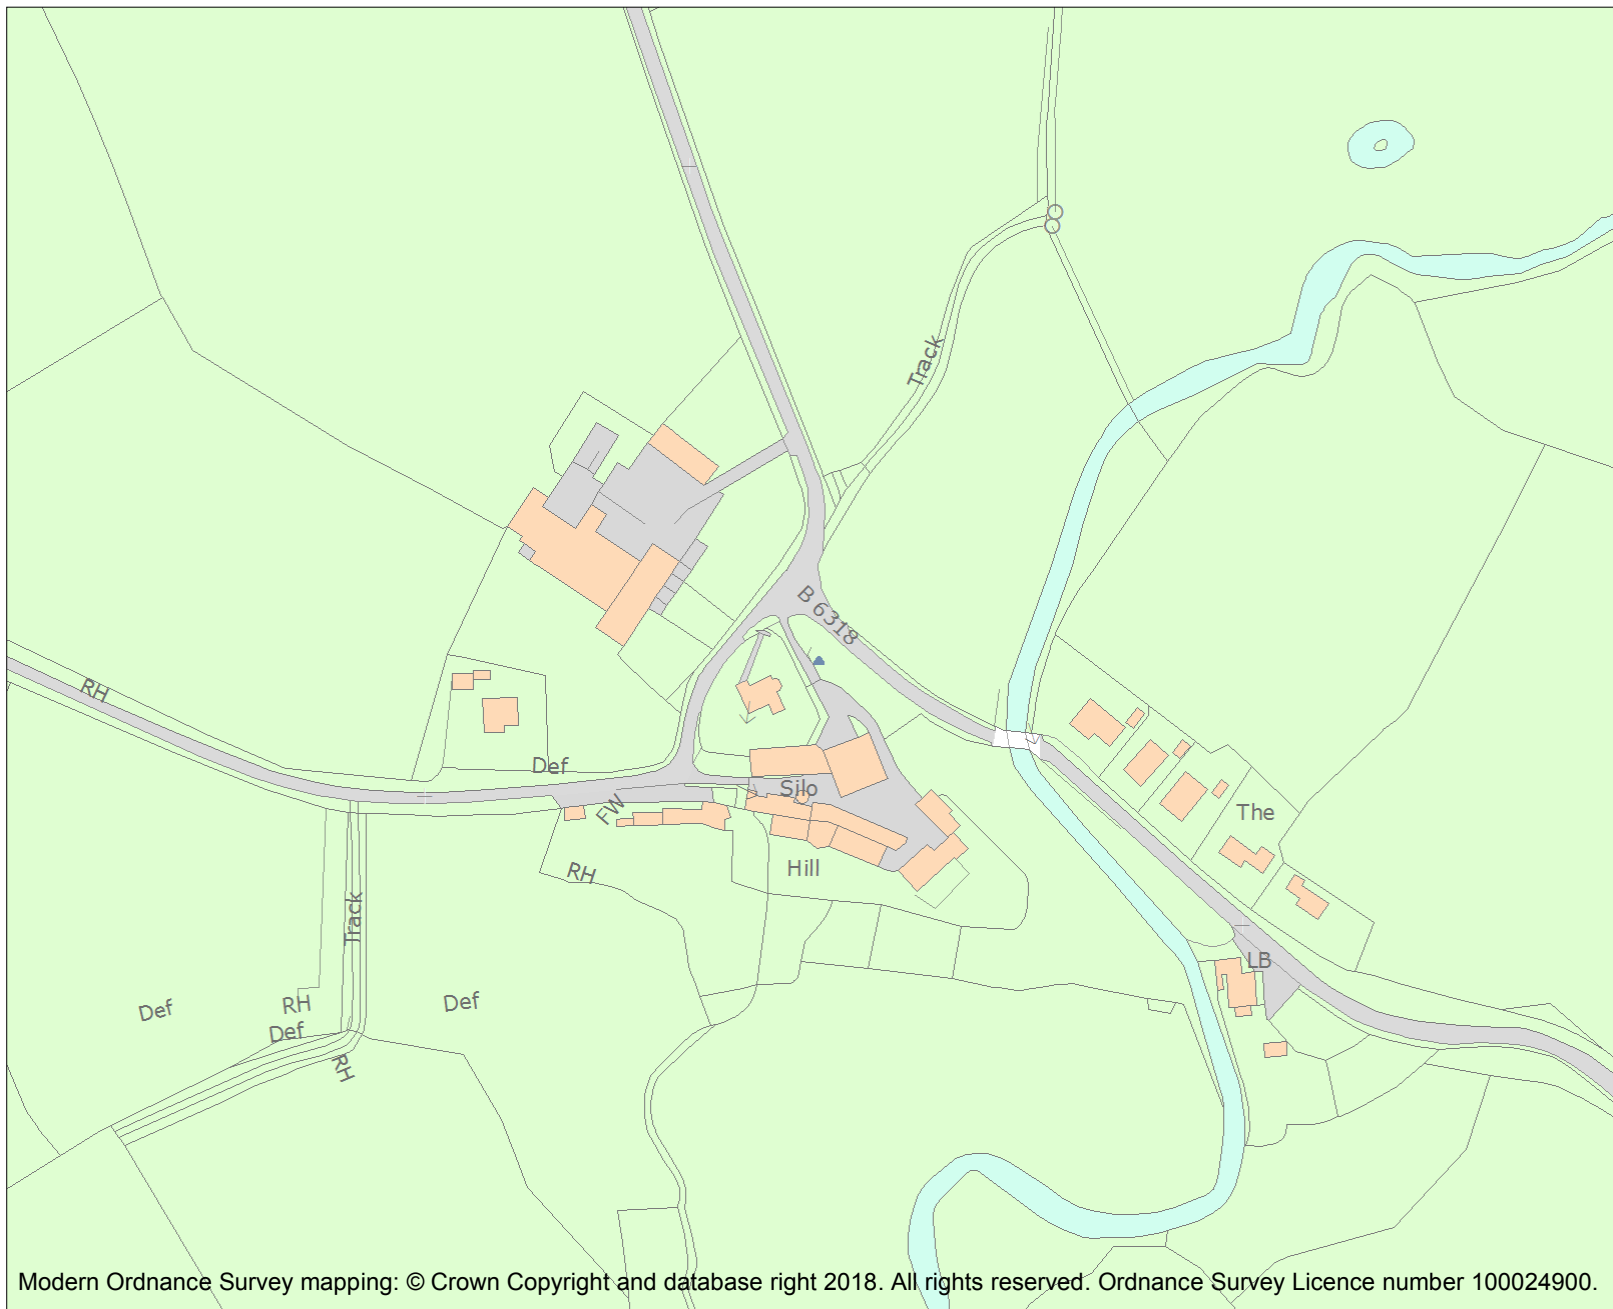 Track
B 6318
RH
Def
Silo
FW
The
Hill
RH
Track
LB
Def
RH
Def
Def
RH
Modern Ordnance Survey mapping: © Crown Copyright and database right 2018. All rights reserved. Ordnance Survey Licence number 100024900.